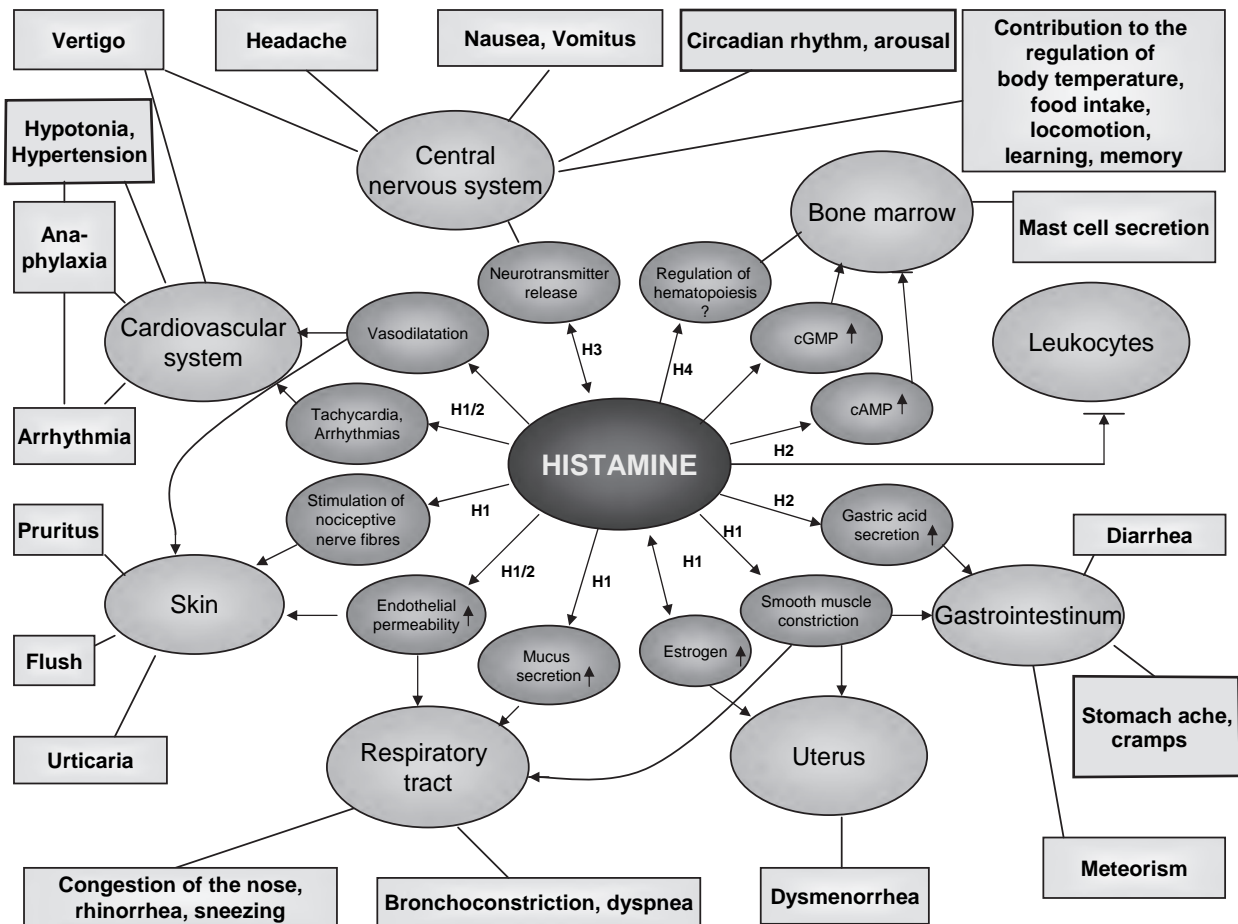 Vertigo
Headache
Nausea, Vomitus
Circadian rhythm, arousal
Contribution to the
regulation of
body temperature,
food intake,
locomotion,
learning, memory
Hypotonia,
Hypertension
Central
nervous system
Bone marrow
Mast cell secretion
Ana-
phylaxia
Neurotransmitter
release
Regulation of
hematopoiesis
?
Cardiovascular
system
Vasodilatation
cGMP
Leukocytes
H3
H4
cAMP
Arrhythmia
Tachycardia,
Arrhythmias
H1/2
HISTAMINE
H2
Stimulation of
nociceptive
nerve fibres
H1
H2
Gastric acid
secretion
Pruritus
H1
H1
Diarrhea
Skin
H1/2
H1
Endothelial
permeability
Smooth muscle
constriction
Gastrointestinum
Flush
Mucus
secretion
Estrogen
Urticaria
Respiratory
tract
Uterus
Stomach ache,
cramps
Meteorism
Congestion of the nose,
rhinorrhea, sneezing
Bronchoconstriction, dyspnea
Dysmenorrhea